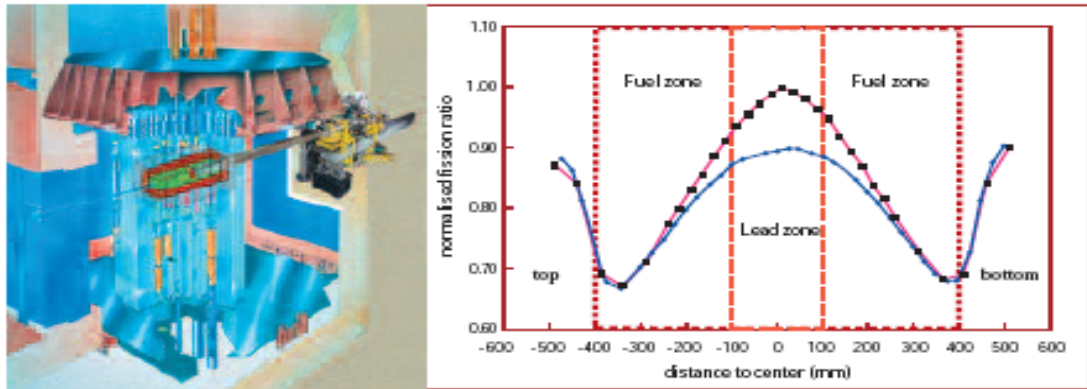 1.10
1.00
0.90
0.80
0.70
0.60
normalised fission ratio
Fuel zone
Fuel zone
Lead zone
top
bottom
-600 -500 -400 -300 -200 -100 0 100 200 300 400 500 600
distance to center (mm)